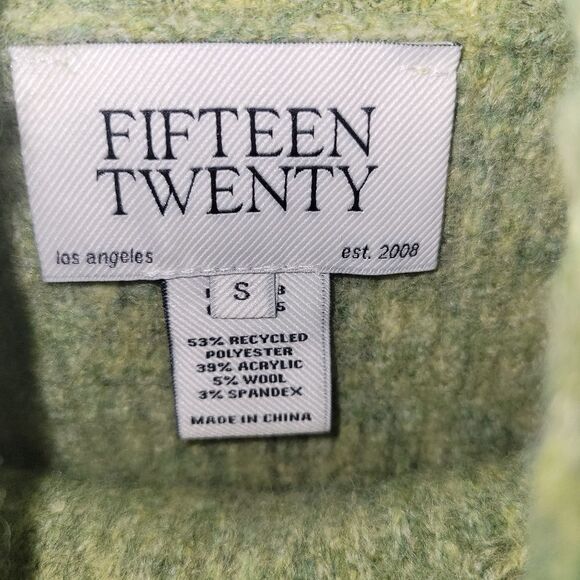 FIFTEEN
TWENTY
los angeles est. 2008
S
53% RECYCLED
POLYESTER
39% ACRYLIC
5% WOOL
3% SPANDEX
MADE IN CHINA